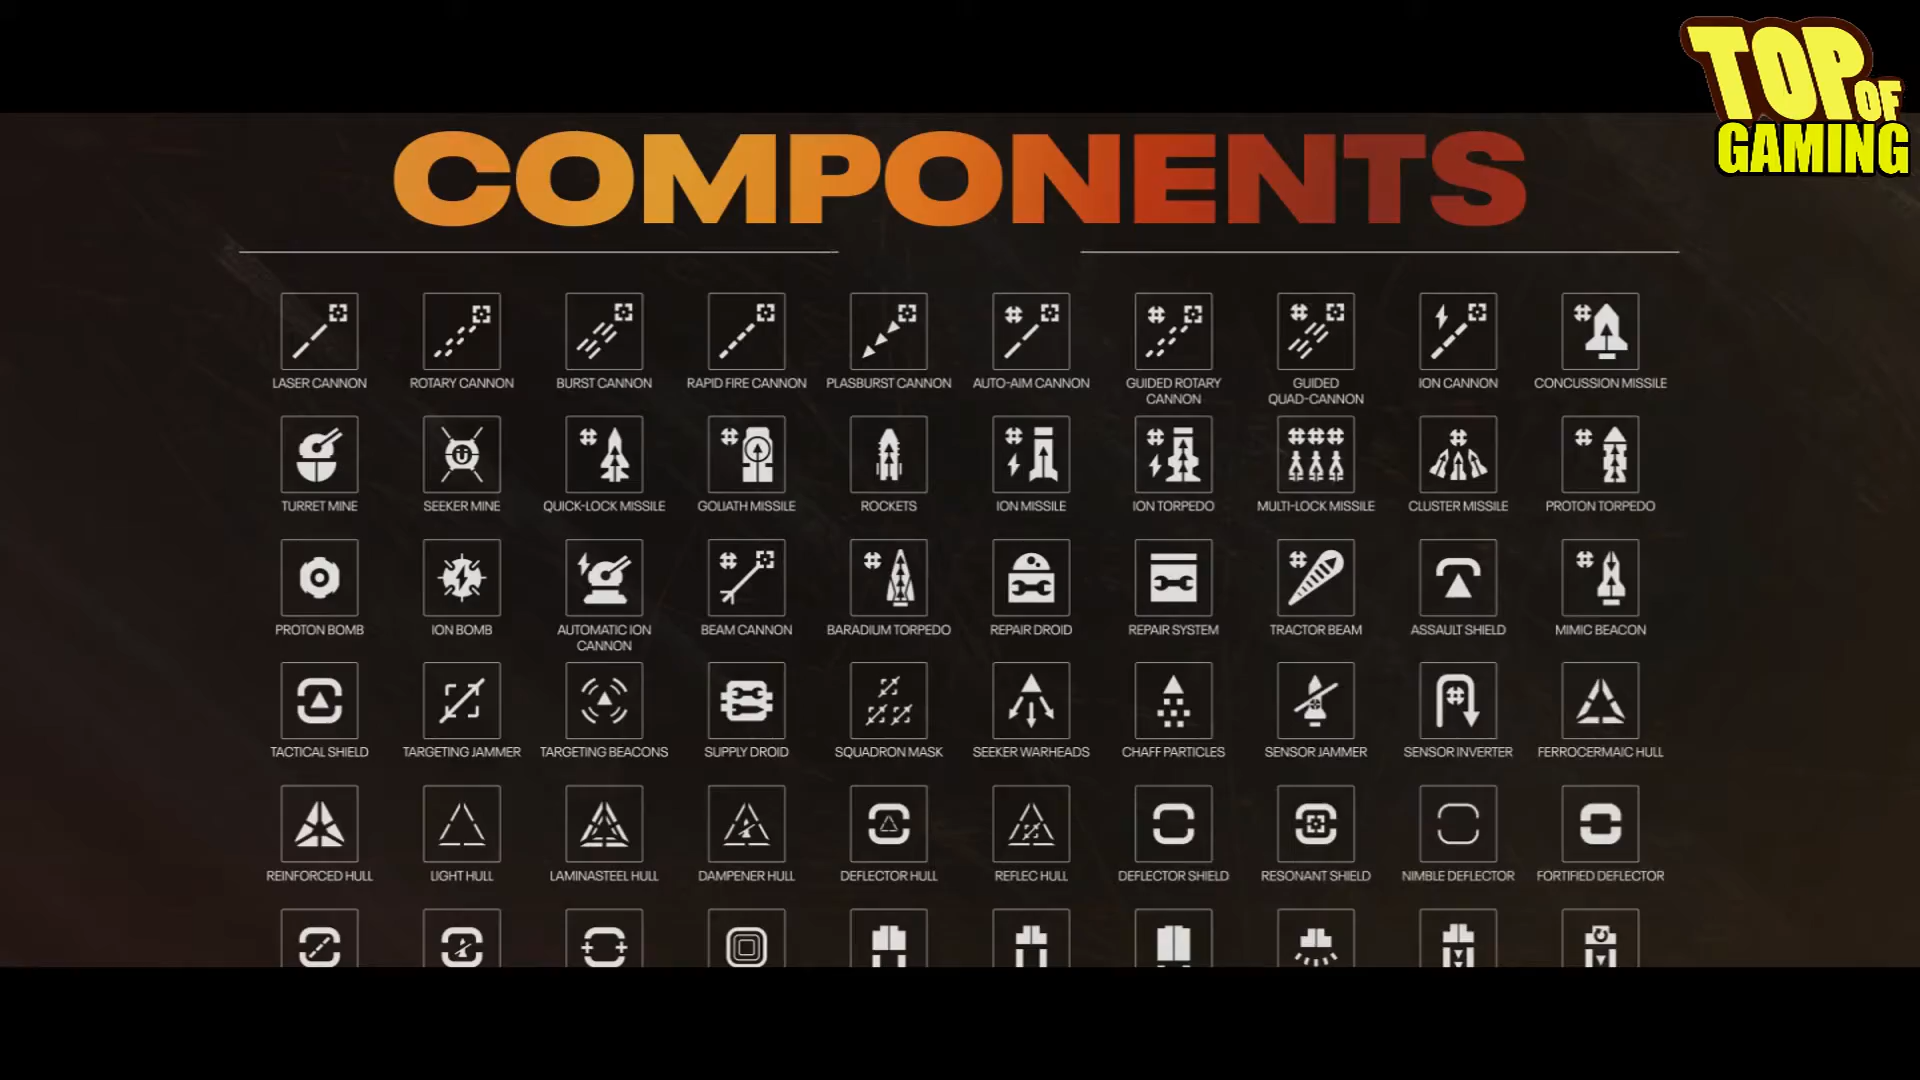 TOP OF
GAMING
COMPONENTS
LASER CANNON
ROTARY CANNON
BURST CANNON
RAPID FIRE CANNON
PLASBURST CANNON
AUTO-AIM CANNON
GUIDED ROTARY
CANNON
GUIDED
QUAD-CANNON
ION CANNON
CONCUSSION MISSILE
TURRET MINE
SEEKER MINE
QUICK-LOCK MISSILE
GOLIATH MISSILE
ROCKETS
ION MISSILE
ION TORPEDO
MULTI-LOCK MISSILE
CLUSTER MISSILE
PROTON TORPEDO
PROTON BOMB
ION BOMB
AUTOMATIC ION
CANNON
BEAM CANNON
BARADIUM TORPEDO
REPAIR DROID
REPAIR SYSTEM
TRACTOR BEAM
ASSAULT SHIELD
MIMIC BEACON
TACTICAL SHIELD
TARGETING JAMMER
TARGETING BEACONS
SUPPLY DROID
SQUADRON MASK
SEEKER WARHEADS
CHAFF PARTICLES
SENSOR JAMMER
SENSOR INVERTER
FERROCERMAIC HULL
REINFORCED HULL
LIGHT HULL
LAMINASTEEL HULL
DAMPENER HULL
DEFLECTOR HULL
REFLEC HULL
DEFLECTOR SHIELD
RESONANT SHIELD
NIMBLE DEFLECTOR
FORTIFIED DEFLECTOR